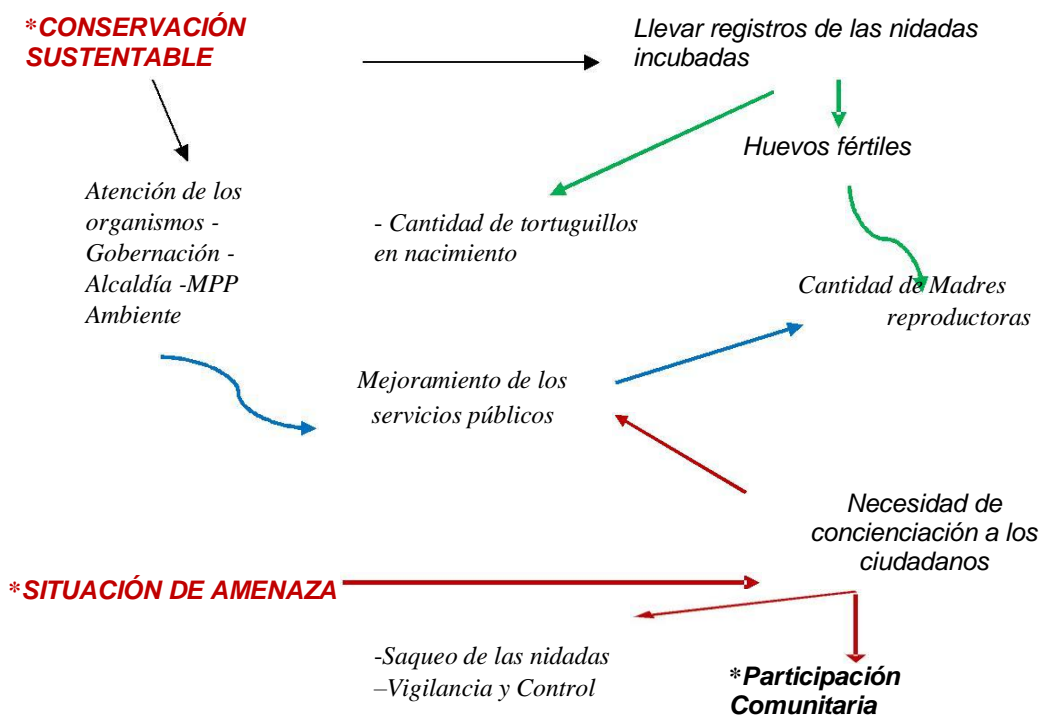 *CONSERVACIÓN
SUSTENTABLE
Llevar registros de las nidadas
incubadas
Huevos fértiles
Atención de los
organismos -
Gobernación -
Alcaldía -MPP
Ambiente
- Cantidad de tortuguillos
en nacimiento
Cantidad de Madres
reproductoras
Mejoramiento de los
servicios públicos
Necesidad de
concienciación a los
ciudadanos
*SITUACIÓN DE AMENAZA
-Saqueo de las nidadas
–Vigilancia y Control
*Participación
Comunitaria